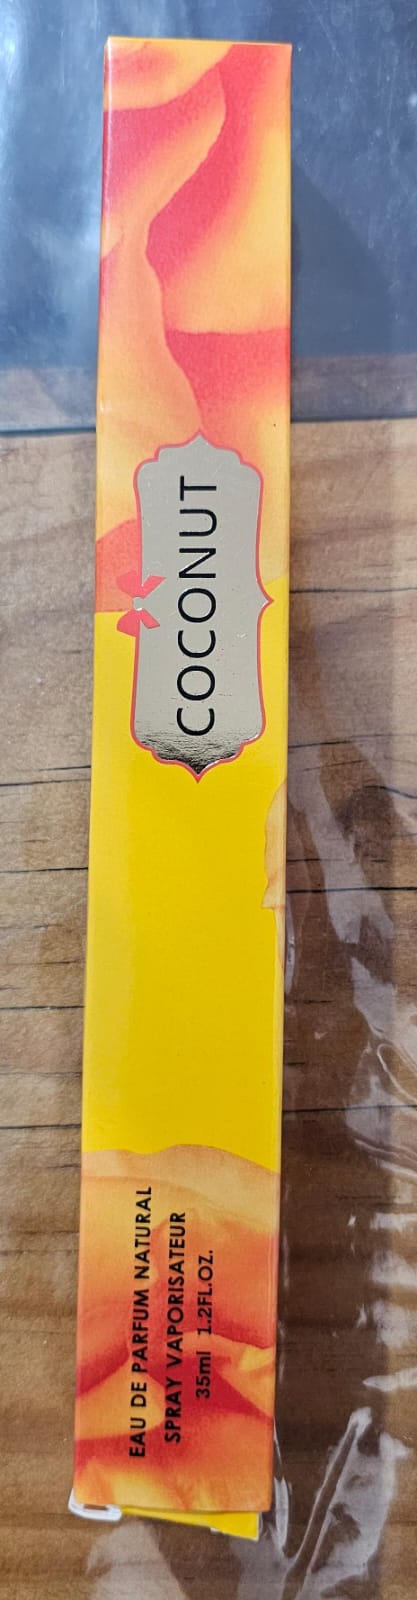 COCONUT
EAU DE PARFUM NATURAL
SPRAY VAPORISATEUR
35ml 1.2FL.OZ.